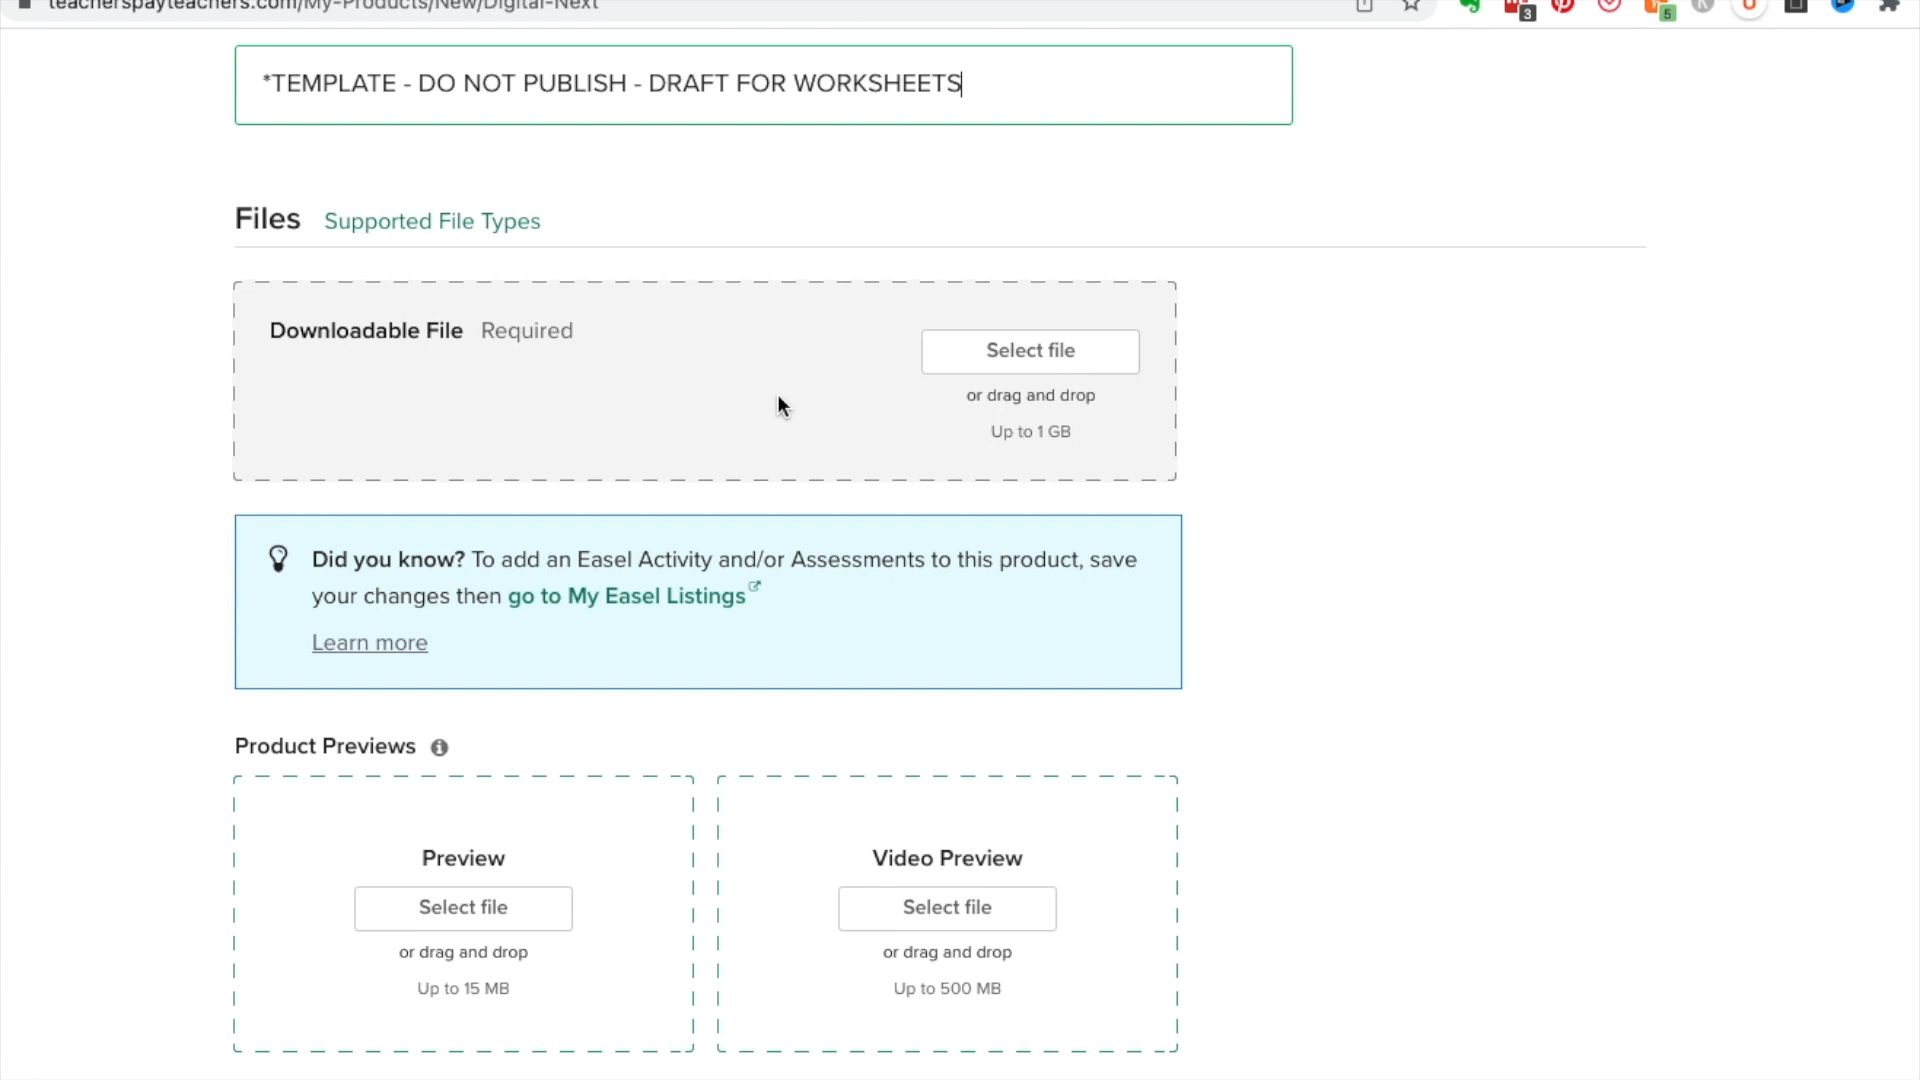 teacherspayteachers.com/My-Products/New/Digital-Next
3
5
*TEMPLATE - DO NOT PUBLISH - DRAFT FOR WORKSHEETS
Files Supported File Types
Downloadable File Required
Select file
or drag and drop
Up to 1 GB
Did you know? To add an Easel Activity and/or Assessments to this product, save
your changes then go to My Easel Listings
Learn more
Product Previews
Preview
Select file
or drag and drop
Up to 15 MB
Video Preview
Select file
or drag and drop
Up to 500 MB